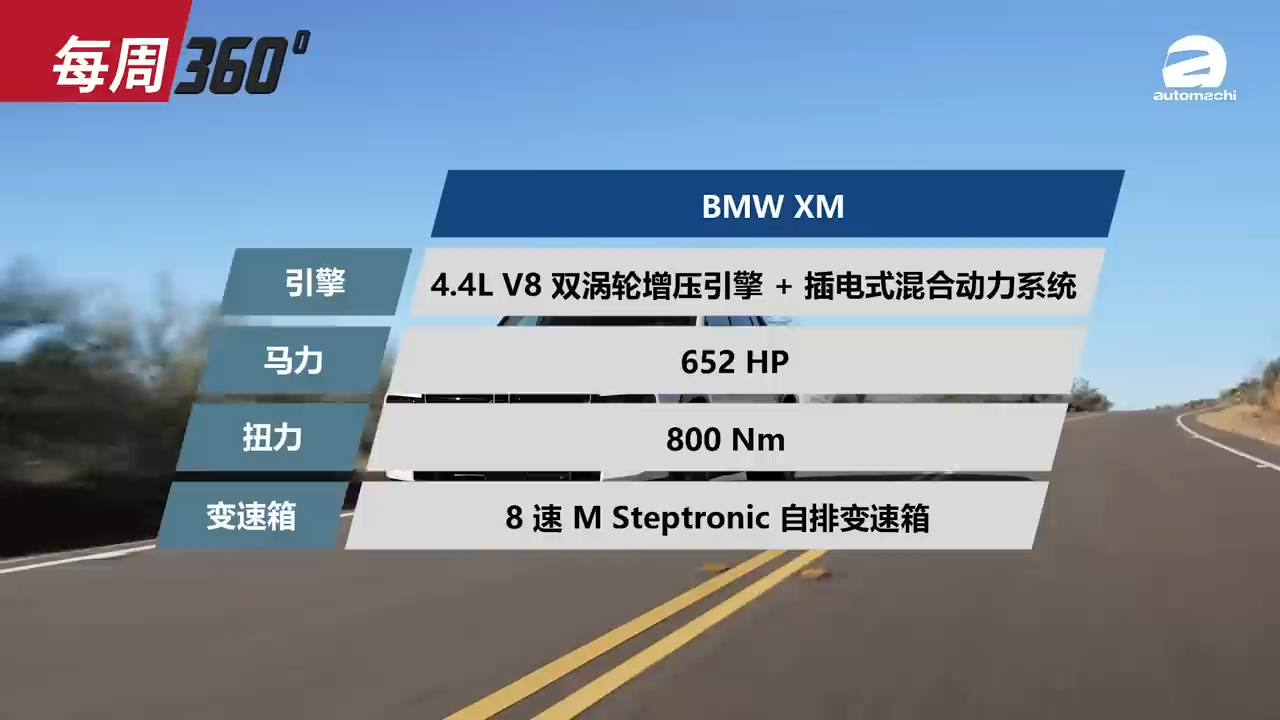 每周360°
automachi
BMW XM
引擎
4.4L V8 双涡轮增压引擎 + 插电式混合动力系统
马力
652 HP
扭力
800 Nm
变速箱
8 速 M Steptronic 自排变速箱